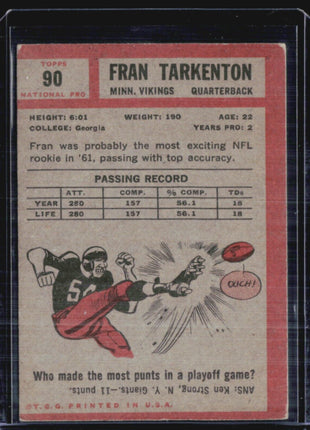 TOPPS
90
NATIONAL PRO
FRAN TARKENTON
MINN. VIKINGS QUARTERBACK
HEIGHT: 6:01 WEIGHT: 190 AGE: 22
COLLEGE: Georgia YEARS PRO: 2
Fran was probably the most exciting NFL
rookie in '61, passing with top accuracy.
PASSING RECORD
ATT. COMP. % COMP. TDs
YEAR 280 157 56.1 18
LIFE 280 157 56.1 18
54
OUCH!
Who made the most punts in a playoff game?
ANS: Ken Strong, N. Y. Giants.—11 punts.
©T.C.G. PRINTED IN U.S.A.